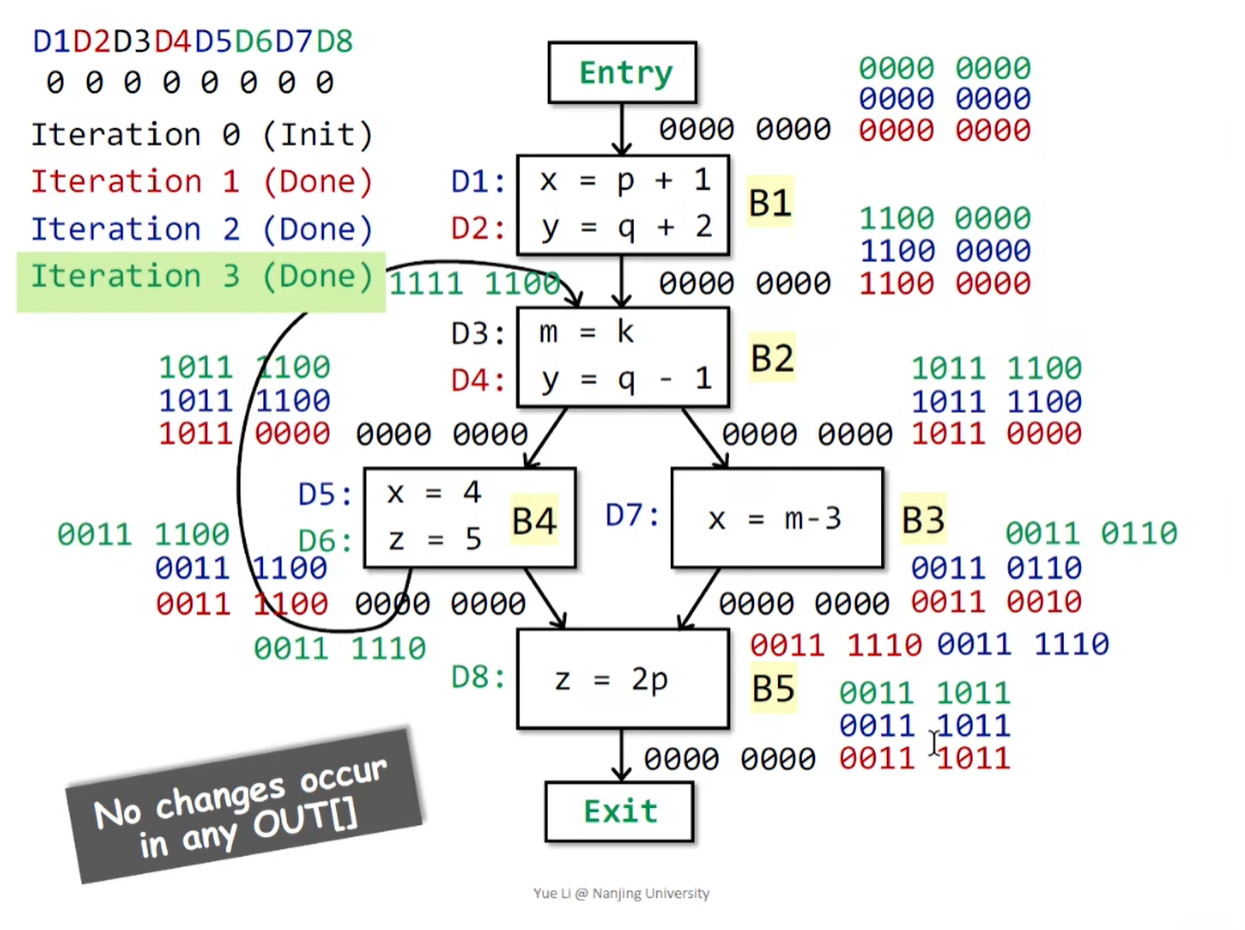 D1D2D3D4D5D6D7D8
0 0 0 0 0 0 0 0
Iteration 0 (Init)
Iteration 1 (Done)
Iteration 2 (Done)
Iteration 3 (Done)
Entry
0000 0000
0000 0000
0000 0000
0000 0000
D1: x = p + 1
D2: y = q + 2
B1
1100 0000
1100 0000
0000 0000 1100 0000
1111 1100
D3: m = k
D4: y = q - 1
B2
1011 1100
1011 1100
1011 0000 0000 0000
1011 1100
1011 1100
0000 0000 1011 0000
D5: x = 4
D6: z = 5
B4
D7: x = m-3
B3
0011 1100
0011 1100
0011 1100 0000 0000
0011 1110
0011 0110
0011 0110
0000 0000 0011 0010
0011 1110 0011 1110
D8: z = 2p
B5
0011 1011
0011 1011
0000 0000 0011 1011
Exit
No changes occur
in any OUT[]
Yue Li @ Nanjing University